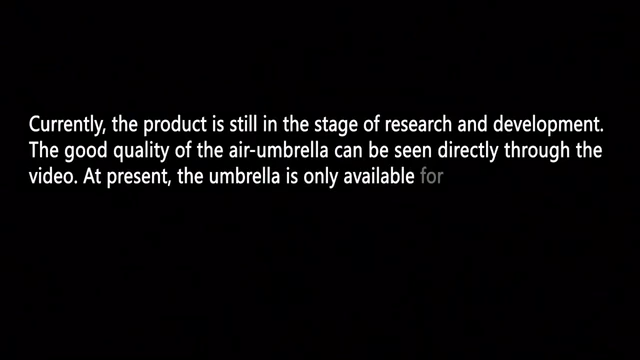 Currently, the product is still in the stage of research and development.
The good quality of the air-umbrella can be seen directly through the
video. At present, the umbrella is only available for